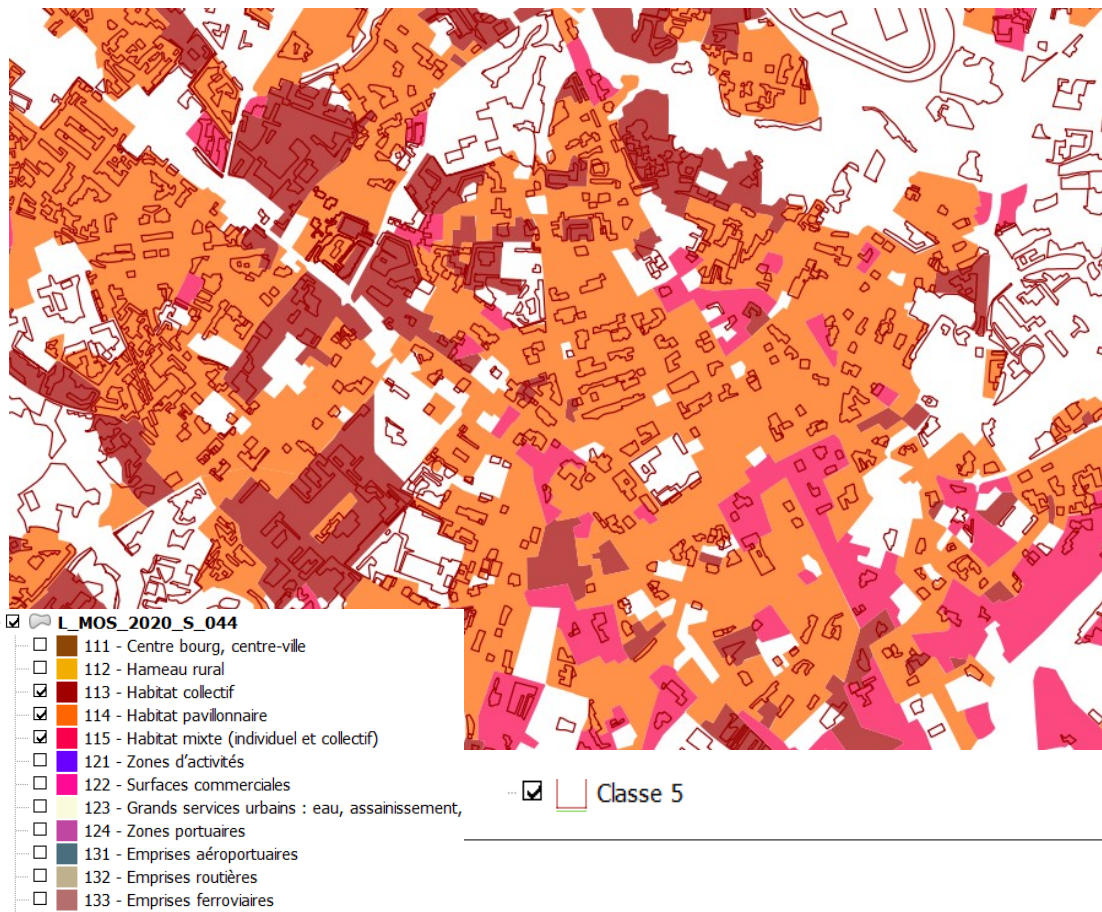 L_MOS_2020_S_044
111 - Centre bourg, centre-ville
112 - Hameau rural
113 - Habitat collectif
114 - Habitat pavillonnaire
115 - Habitat mixte (individuel et collectif)
121 - Zones d’activités
122 - Surfaces commerciales
123 - Grands services urbains : eau, assainissement,
124 - Zones portuaires
131 - Emprises aéroportuaires
132 - Emprises routières
133 - Emprises ferroviaires
Classe 5